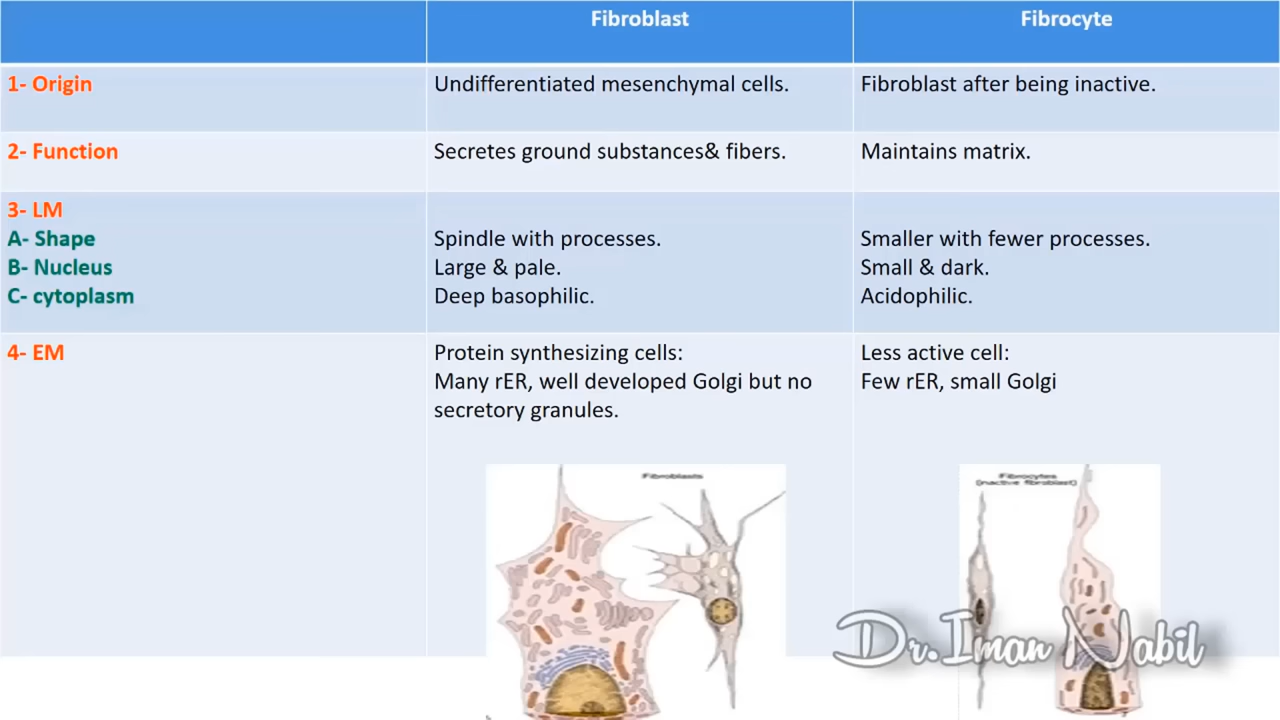 Fibroblast
Fibrocyte
1- Origin
Undifferentiated mesenchymal cells.
Fibroblast after being inactive.
2- Function
Secretes ground substances& fibers.
Maintains matrix.
3- LM
A- Shape
Spindle with processes.
Smaller with fewer processes.
B- Nucleus
Large & pale.
Small & dark.
C- cytoplasm
Deep basophilic.
Acidophilic.
4- EM
Protein synthesizing cells:
Many rER, well developed Golgi but no
secretory granules.
Less active cell:
Few rER, small Golgi
Fibroblasts
Fibrocytes
(inactive fibroblast)
Dr.Iman Nabil